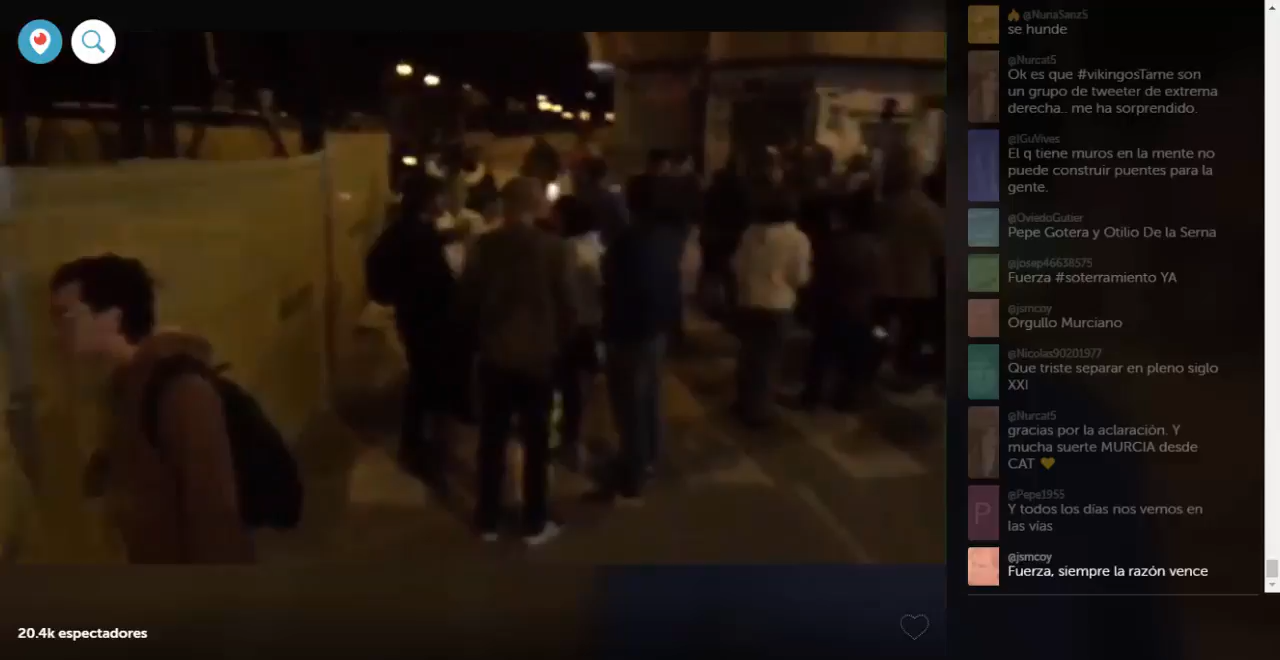 @NunaSanz5
se hunde
@Nurcat5
Ok es que #vikingosTarne son
un grupo de tweeter de extrema
derecha.. me ha sorprendido.
@IGuVives
El q tiene muros en la mente no
puede construir puentes para la
gente.
@OviedoGutier
Pepe Gotera y Otilio De la Serna
@josep46638575
Fuerza #soterramiento YA
@jsmcoy
Orgullo Murciano
@Nicolas90201977
Que triste separar en pleno siglo
XXI
@Nurcat5
gracias por la aclaración. Y
mucha suerte MURCIA desde
CAT 💛
P
@Pepe1955
Y todos los días nos vemos en
las vías
@jsmcoy
Fuerza, siempre la razón vence
20.4k espectadores